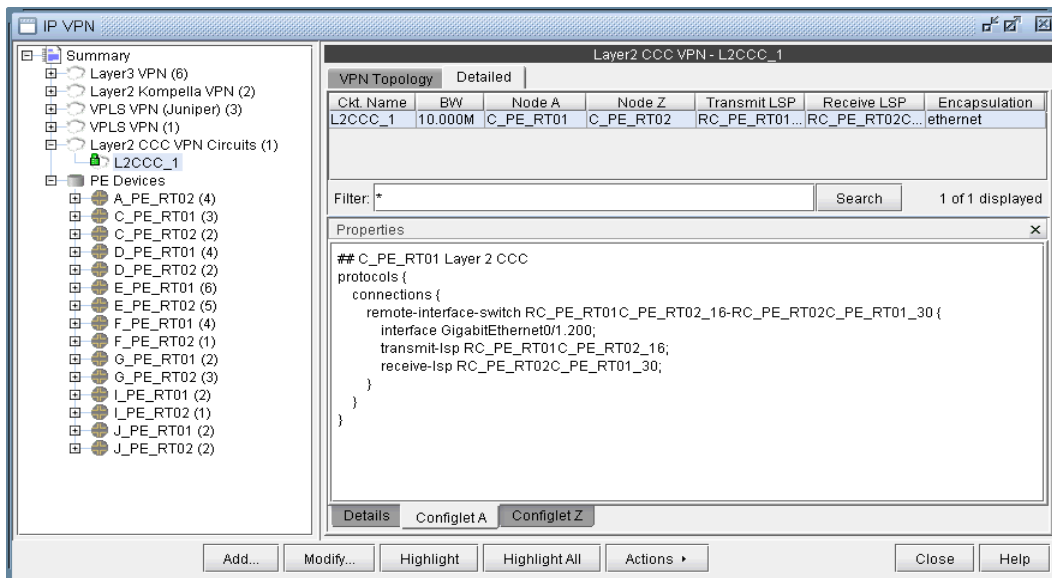 IP VPN
Summary
Layer3 VPN (6)
Layer2 Kompella VPN (2)
VPLS VPN (Juniper) (3)
VPLS VPN (1)
Layer2 CCC VPN Circuits (1)
L2CCC_1
PE Devices
A_PE_RT02 (4)
C_PE_RT01 (3)
C_PE_RT02 (2)
D_PE_RT01 (4)
D_PE_RT02 (2)
E_PE_RT01 (6)
E_PE_RT02 (5)
F_PE_RT01 (4)
F_PE_RT02 (1)
G_PE_RT01 (2)
G_PE_RT02 (3)
I_PE_RT01 (2)
I_PE_RT02 (1)
J_PE_RT01 (2)
J_PE_RT02 (2)
Layer2 CCC VPN - L2CCC_1
VPN Topology Detailed
Ckt. Name BW Node A Node Z Transmit LSP Receive LSP Encapsulation
L2CCC_1 10.000M C_PE_RT01 C_PE_RT02 RC_PE_RT01... RC_PE_RT02C... ethernet
Filter: * Search 1 of 1 displayed
Properties
## C_PE_RT01 Layer 2 CCC
protocols {
connections {
remote-interface-switch RC_PE_RT01C_PE_RT02_16-RC_PE_RT02C_PE_RT01_30 {
interface GigabitEthernet0/1.200;
transmit-lsp RC_PE_RT01C_PE_RT02_16;
receive-lsp RC_PE_RT02C_PE_RT01_30;
}
}
}
Details Configlet A Configlet Z
Add... Modify... Highlight Highlight All Actions Close Help